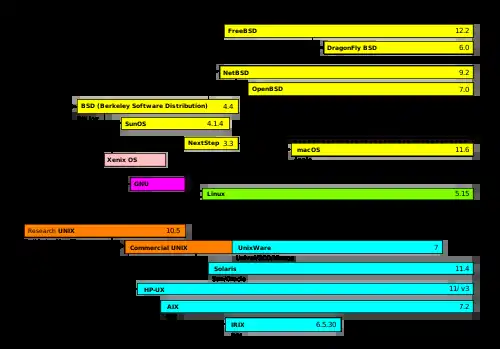 FreeBSD 12.2
DragonFly BSD 6.0
NetBSD 9.2
OpenBSD 7.0
BSD (Berkeley Software Distribution) 4.4
SunOS 4.1.4
NextStep 3.3
macOS 11.6
Xenix OS
GNU
Linux 5.15
Research UNIX 10.5
Commercial UNIX
UnixWare 7
Solaris 11.4
HP-UX 11i v3
AIX 7.2
IRIX 6.5.30